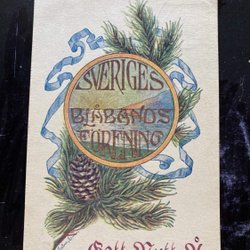 SVERIGES
BLÅBANDS
FÖRENING
Gott Nytt År